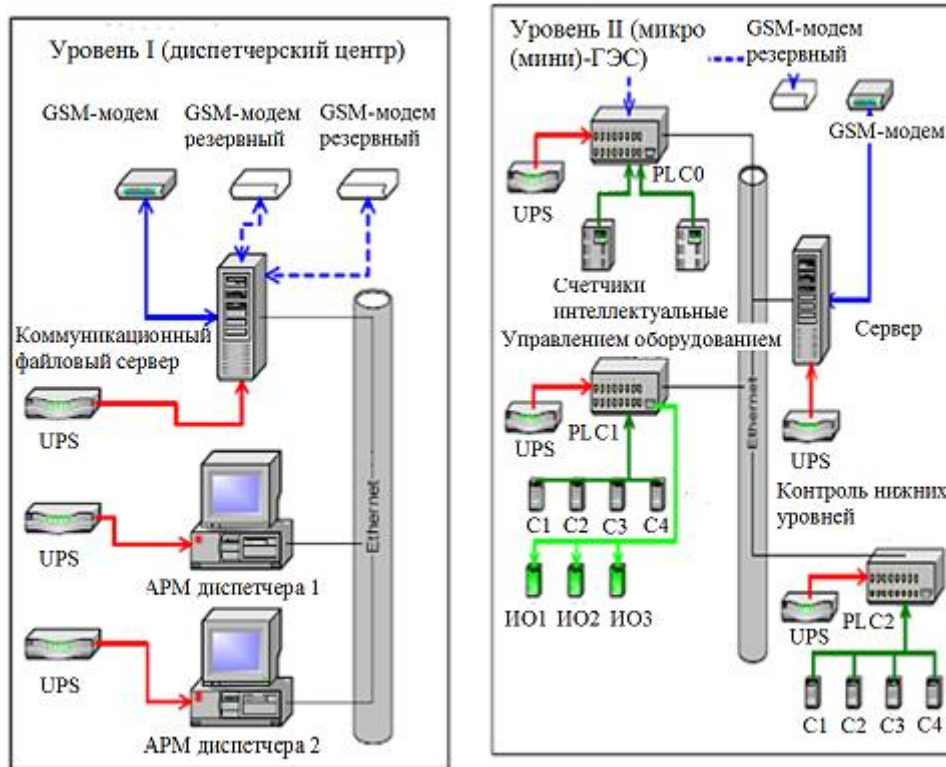 Уровень I (диспетчерский центр)
GSM-модем
GSM-модем
резервный
GSM-модем
резервный
Коммуникационный
файловый сервер
UPS
UPS
АРМ диспетчера 1
UPS
АРМ диспетчера 2
Ethernet
Уровень II (микро
(мини)-ГЭС)
GSM-модем
резервный
GSM-модем
PLC0
UPS
Счетчики
интеллектуальные
Сервер
Управлением оборудованием
UPS
PLC1
Ethernet
UPS
C1 C2 C3 C4
Контроль нижних
уровней
ИО1 ИО2 ИО3
UPS
PLC2
C1 C2 C3 C4